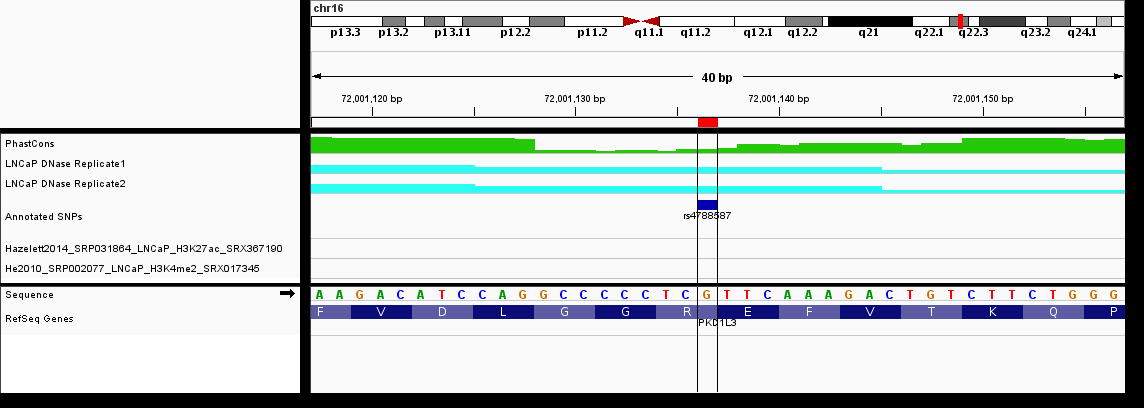 chr16
p13.3 p13.2 p13.11 p12.2 p11.2 q11.1 q11.2 q12.1 q12.2 q21 q22.1 q22.3 q23.2 q24.1
40 bp
72,001,120 bp 72,001,130 bp 72,001,140 bp 72,001,150 bp
PhastCons
LNCaP DNase Replicate1
LNCaP DNase Replicate2
Annotated SNPs
rs4788587
Hazelett2014_SRP031864_LNCaP_H3K27ac_SRX367190
He2010_SRP002077_LNCaP_H3K4me2_SRX017345
Sequence
A A G A C A T C C A G G C C C C T C G T T C A A A G A C T G T C T T C T G G G
RefSeq Genes
F V D L G G R E F V T K Q P
PKD1L3